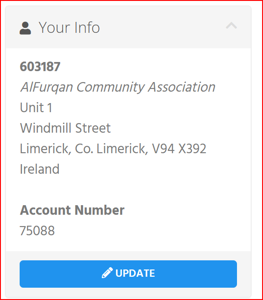 Your Info
603187
AlFurqan Community Association
Unit 1
Windmill Street
Limerick, Co. Limerick, V94 X392
Ireland
Account Number
75088
UPDATE